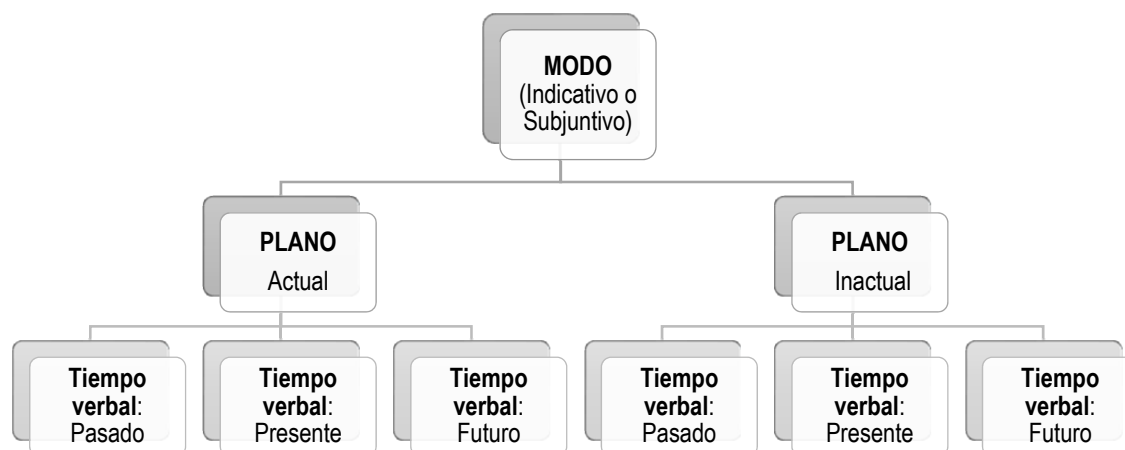 MODO
(Indicativo o
Subjuntivo)
PLANO
Actual
PLANO
Inactual
Tiempo
verbal:
Pasado
Tiempo
verbal:
Presente
Tiempo
verbal:
Futuro
Tiempo
verbal:
Pasado
Tiempo
verbal:
Presente
Tiempo
verbal:
Futuro